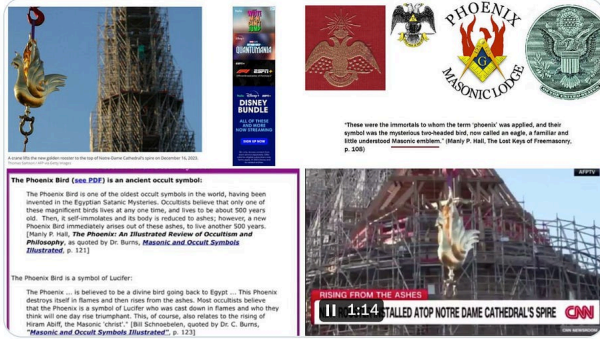 QUANTUMANIA
ESPN+
Disney+
DISNEY
BUNDLE
ALL OF
THESE
AND MORE
NOW STREAMING
SIGN UP NOW
A crane lifts the new golden rooster to the top of Notre-Dame Cathedral's spire on December 16, 2023.
PHOENIX
MASONIC LODGE
"These were the immortals to whom the term 'phoenix' was applied, and their
symbol was the mysterious two-headed bird, now called an eagle, a familiar and
little understood Masonic emblem." (Manly P. Hall, The Lost Keys of Freemasonry,
p. 108)
The Phoenix Bird (see PDF) is an ancient occult symbol:
The Phoenix Bird is one of the oldest occult symbols in the world, having been
invented in the Egyptian Satanic Mysteries. Occultists believe that only one of
these magnificent birds lives at any one time, and lives to be about 500 years
old. Then, it self-immolates and its body is reduced to ashes; however, a new
Phoenix Bird immediately arises out of these ashes, to live another 500 years.
[Manly P. Hall, The Phoenix: An Illustrated Review of Occultism and
Philosophy, as quoted by Dr. Burns, Masonic and Occult Symbols
Illustrated, p. 121]
The Phoenix Bird is a symbol of Lucifer:
The Phoenix ... is believed to be a divine bird going back to Egypt ... This Phoenix
destroys itself in flames and then rises from the ashes. Most occultists believe
that the Phoenix is a symbol of Lucifer who was cast down in flames and who they
think will one day rise triumphant. This, of course, also relates to the rising of
Hiram Abiff, the Masonic 'christ'." (Bill Schnoebelen, quoted by Dr. C. Burns,
"Masonic and Occult Symbols Illustrated", p. 123]
AFPTV
RISING FROM THE ASHES
1:14
STALLED ATOP NOTRE DAME CATHEDRAL'S SPIRE
CNN